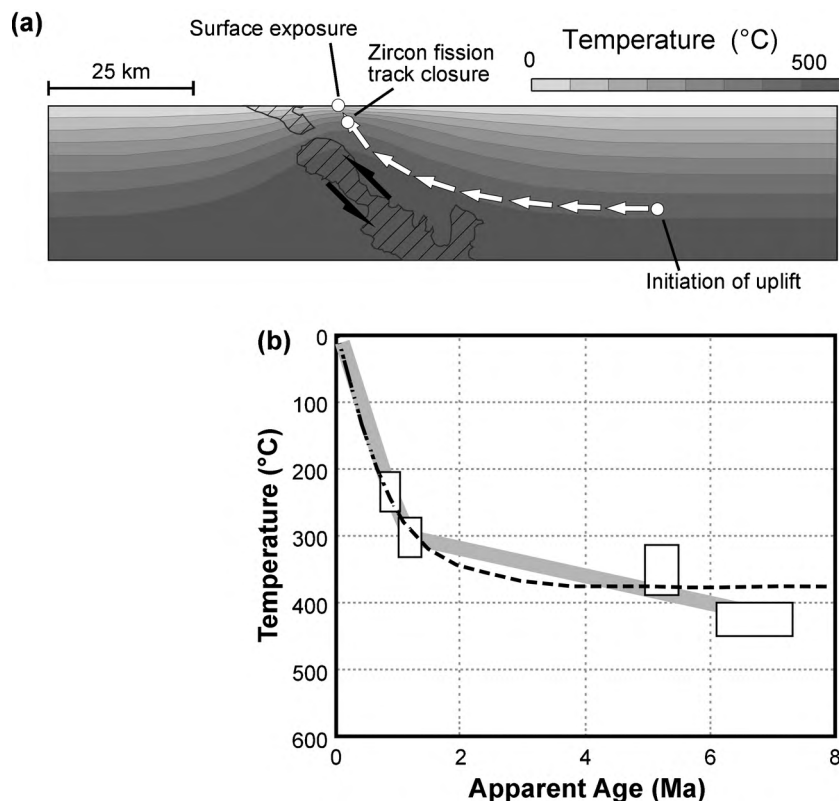 (a)
Surface exposure
Zircon fission
track closure
Temperature (°C)
0
500
25 km
Initiation of uplift
(b)
0
100
200
300
400
500
600
Temperature (°C)
0
2
4
6
8
Apparent Age (Ma)